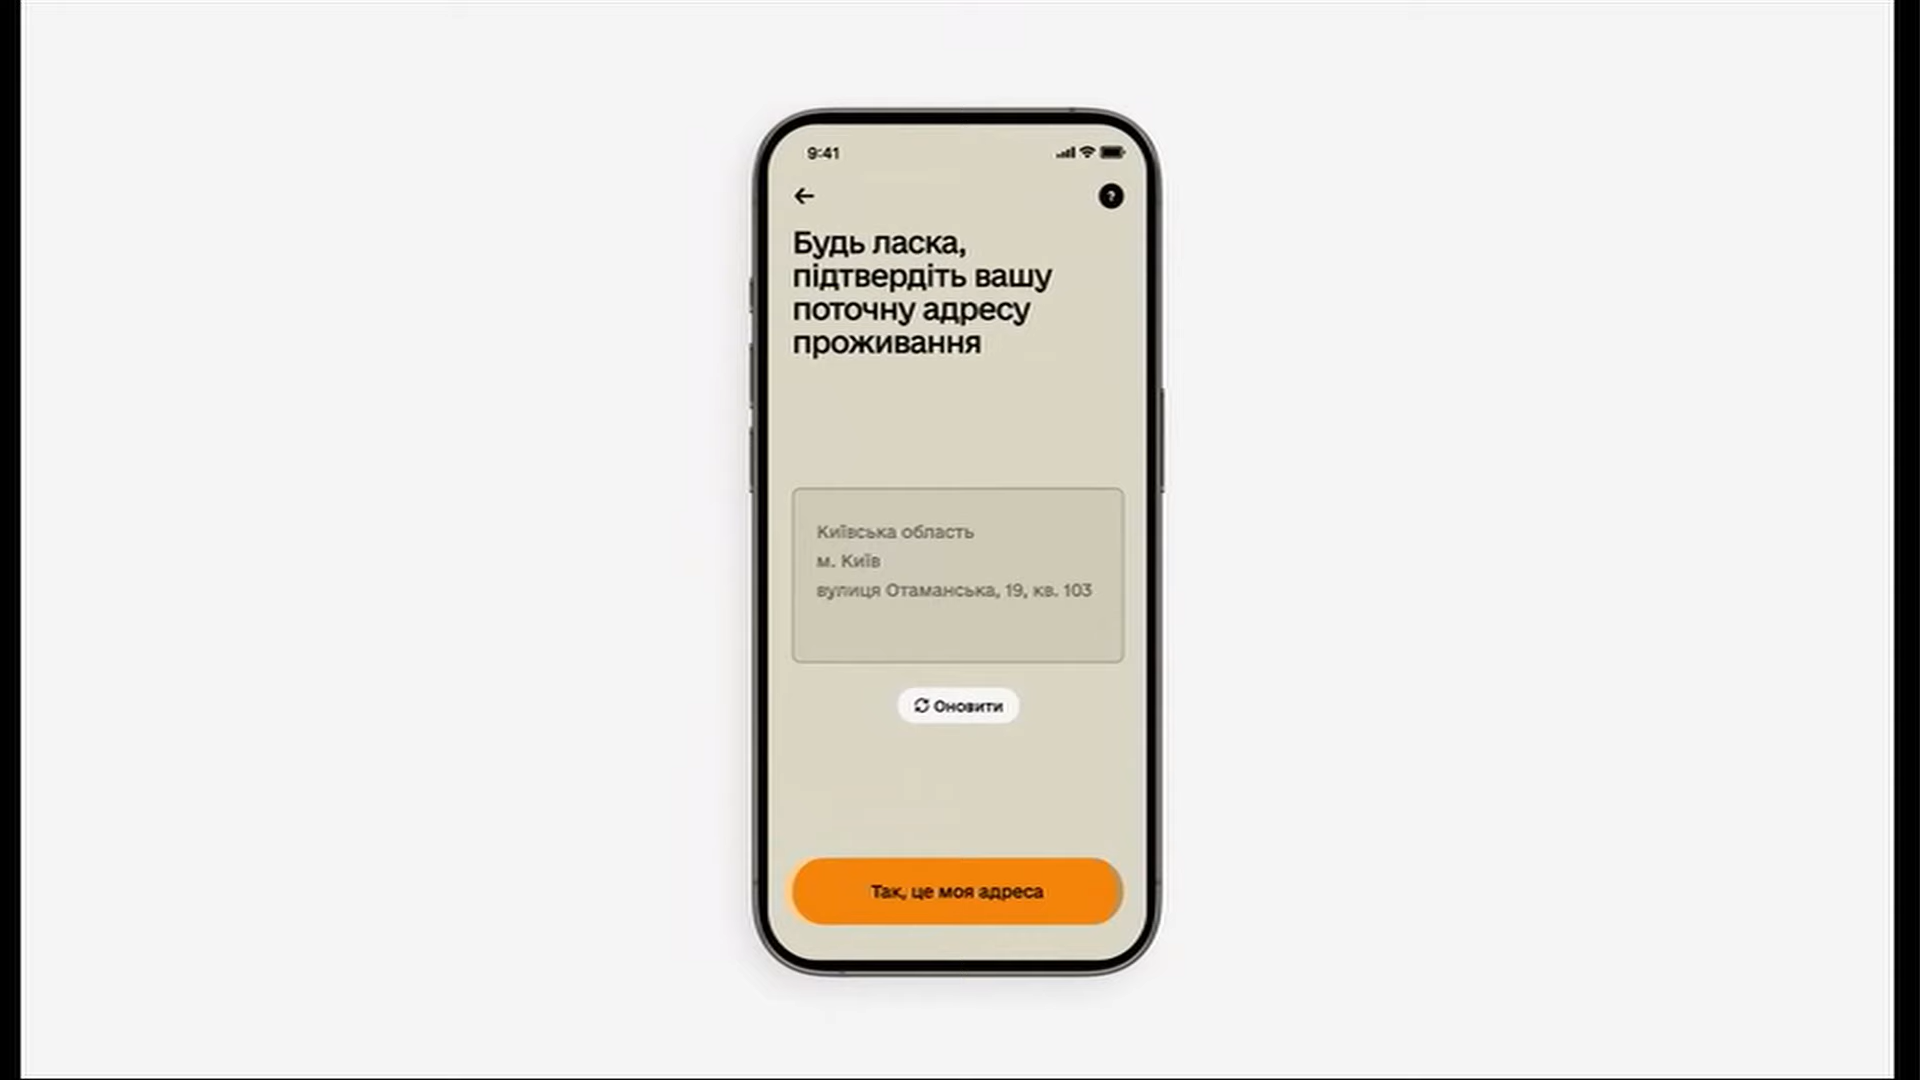 9:41
?
Будь ласка,
підтвердіть вашу
поточну адресу
проживання
Київська область
м. Київ
вулиця Отаманська, 19, кв. 103
Оновити
Так, це моя адреса